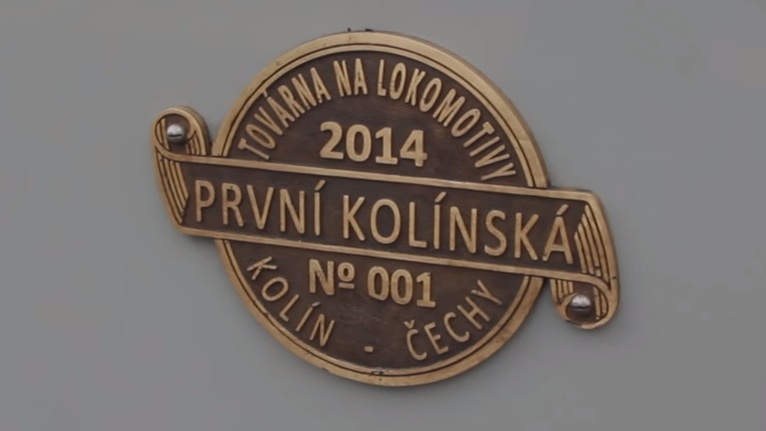 TOVÁRNA NA LOKOMOTIVY
2014
PRVNÍ KOLÍNSKÁ
Nº 001
KOLÍN - ČECHY